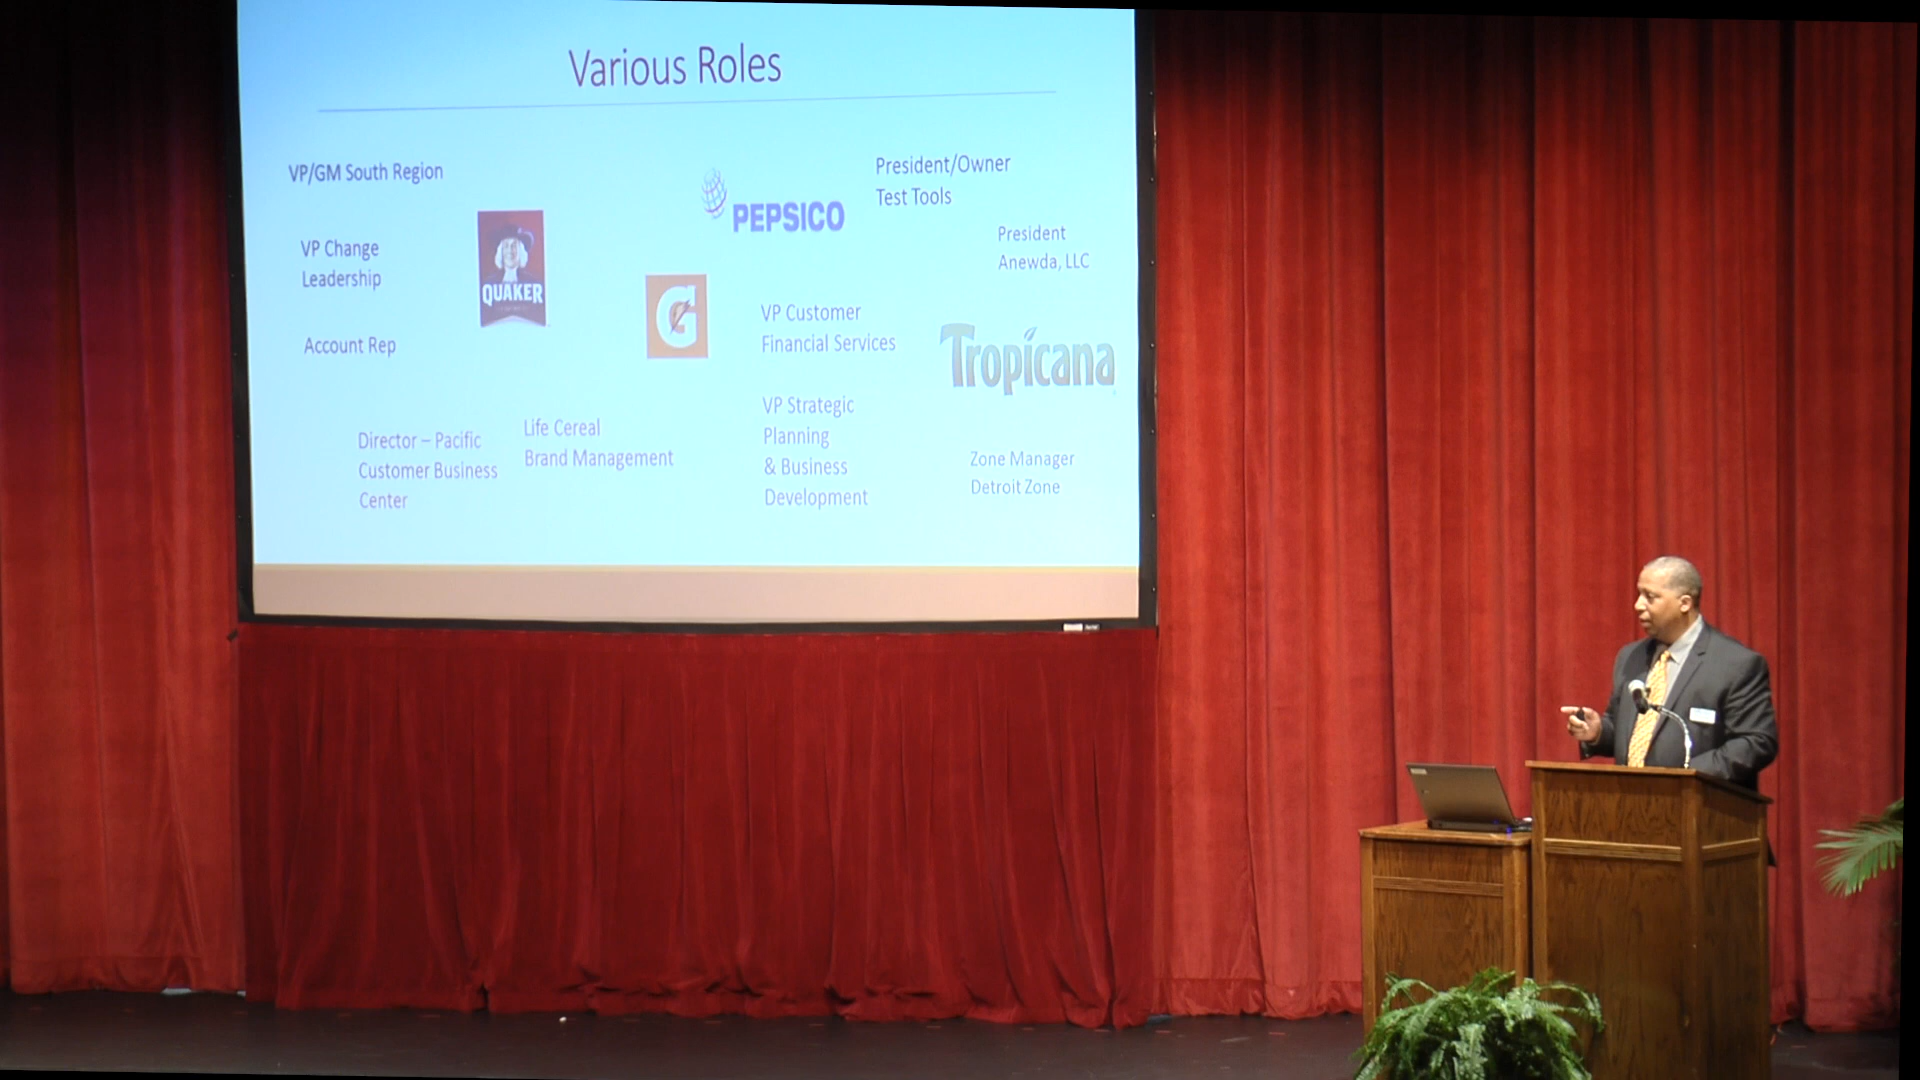 Various Roles
VP/GM South Region
VP Change
Leadership
Account Rep
QUAKER
PEPSICO
G
President/Owner
Test Tools
President
Anewda, LLC
VP Customer
Financial Services
Tropicana
Director – Pacific
Customer Business
Center
Life Cereal
Brand Management
VP Strategic
Planning
& Business
Development
Zone Manager
Detroit Zone